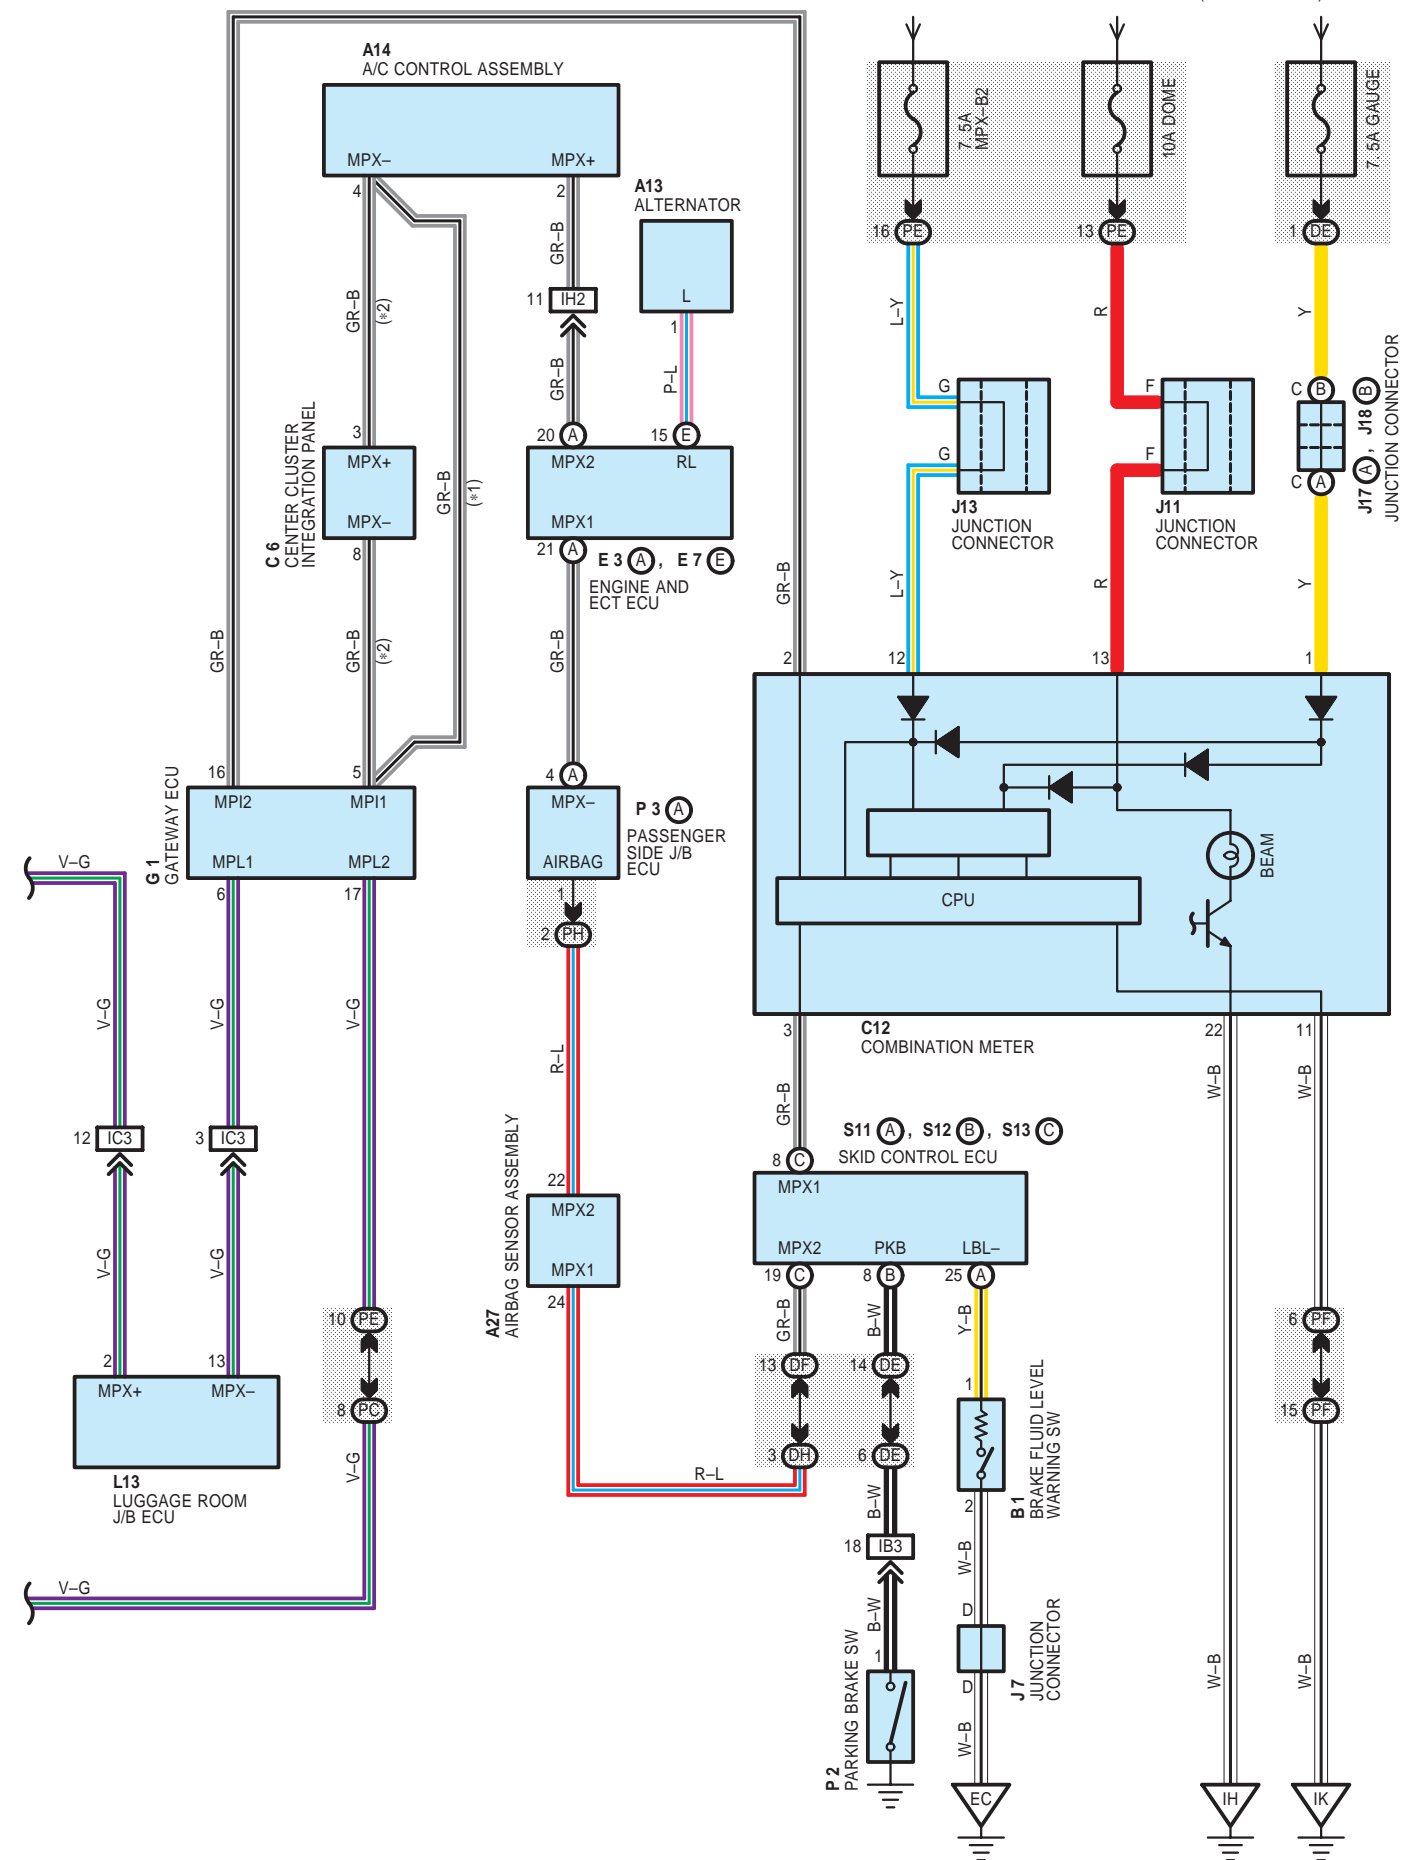 A14
A/C CONTROL ASSEMBLY
MPX–
MPX+
4
2
GR–B
11 IH2
GR–B
A13
ALTERNATOR
L
1
P–L
GR–B
(∗2)
GR–B
(∗1)
3
MPX+
MPX–
8
C 6
CENTER CLUSTER
INTEGRATION PANEL
GR–B
(∗2)
20 A
15 E
MPX2
RL
MPX1
21 A
E 3 A , E 7 E
ENGINE AND
ECT ECU
GR–B
GR–B
GR–B
7. 5A
MPX–B2
10A DOME
7. 5A GAUGE
16 PE
13 PE
1 DE
L–Y
R
Y
G
G
J13
JUNCTION
CONNECTOR
F
F
J11
JUNCTION
CONNECTOR
C B
C A
J17 A , J18 B
JUNCTION CONNECTOR
L–Y
R
Y
2
12
13
1
16
5
MPI2
MPI1
MPL1
MPL2
6
17
G 1
GATEWAY ECU
4 A
MPX–
AIRBAG
P 3 A
PASSENGER
SIDE J/B
ECU
1
2 PH
R–L
CPU
BEAM
3
C12
COMBINATION METER
22
11
V–G
V–G
V–G
V–G
12 IC3
3 IC3
V–G
V–G
2
13
MPX+
MPX–
L13
LUGGAGE ROOM
J/B ECU
10 PE
8 PC
V–G
V–G
22
MPX2
MPX1
24
A27
AIRBAG SENSOR ASSEMBLY
R–L
GR–B
S11 A , S12 B , S13 C
SKID CONTROL ECU
8 C
MPX1
MPX2
PKB
LBL–
19 C
8 B
25 A
GR–B
B–W
Y–B
13 DF
14 DE
3 DH
6 DE
B–W
18 IB3
B–W
1
P 2
PARKING BRAKE SW
1
2
B 1
BRAKE FLUID LEVEL
WARNING SW
W–B
D
D
J 7
JUNCTION
CONNECTOR
W–B
EC
W–B
W–B
6 PF
15 PF
W–B
W–B
IH
IK